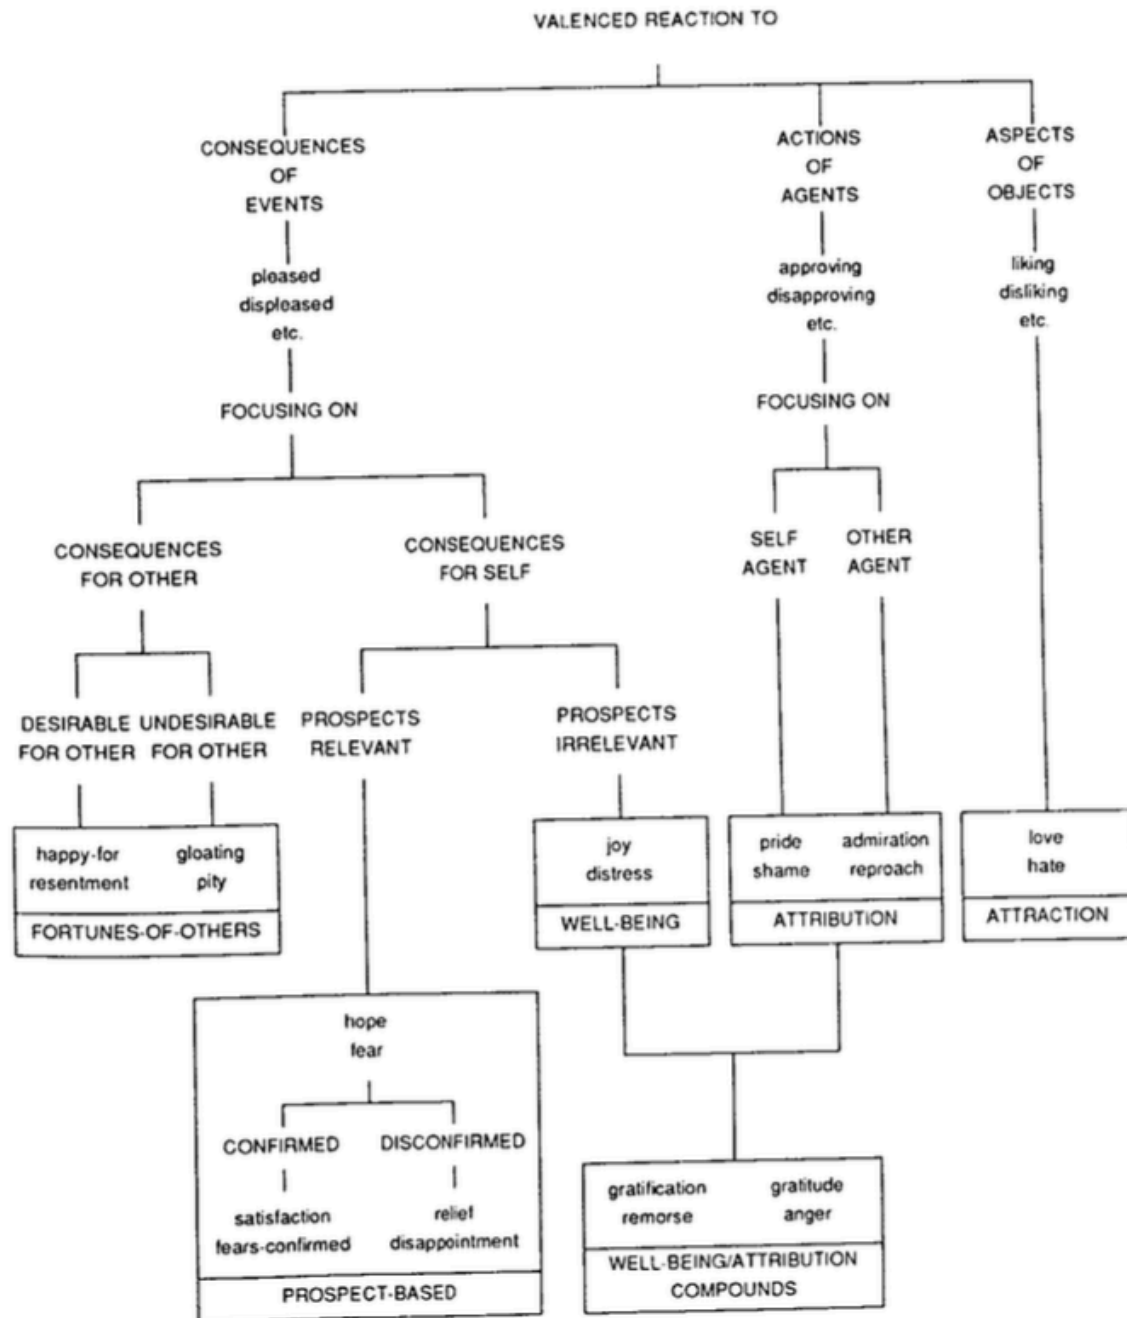 VALENCED REACTION TO
CONSEQUENCES
OF
EVENTS
ACTIONS
OF
AGENTS
ASPECTS
OF
OBJECTS
pleased
displeased
etc.
approving
disapproving
etc.
liking
disliking
etc.
FOCUSING ON
FOCUSING ON
CONSEQUENCES
FOR OTHER
CONSEQUENCES
FOR SELF
SELF
AGENT
OTHER
AGENT
DESIRABLE
FOR OTHER
UNDESIRABLE
FOR OTHER
PROSPECTS
RELEVANT
PROSPECTS
IRRELEVANT
happy-for
resentment
gloating
pity
FORTUNES-OF-OTHERS
joy
distress
WELL-BEING
pride
shame
admiration
reproach
ATTRIBUTION
love
hate
ATTRACTION
hope
fear
CONFIRMED
DISCONFIRMED
satisfaction
fears-confirmed
relief
disappointment
PROSPECT-BASED
gratification
remorse
gratitude
anger
WELL-BEING/ATTRIBUTION
COMPOUNDS